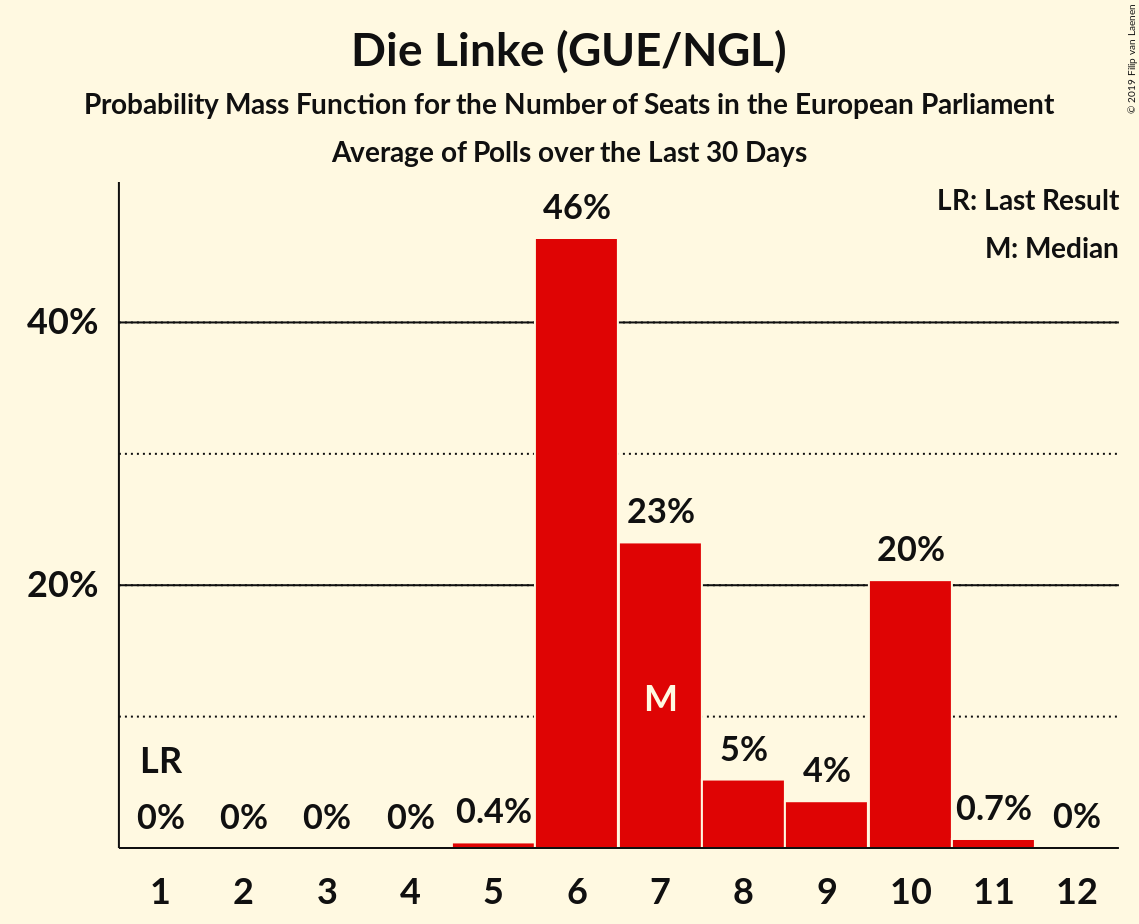 Die Linke (GUE/NGL)
Probability Mass Function for the Number of Seats in the European Parliament
Average of Polls over the Last 30 Days
© 2019 Filip van Laenen
LR: Last Result
M: Median
46%
40%
23%
20%
20%
M
LR
5%
4%
0%
0%
0%
0%
0.4%
0.7%
0%
1 2 3 4 5 6 7 8 9 10 11 12